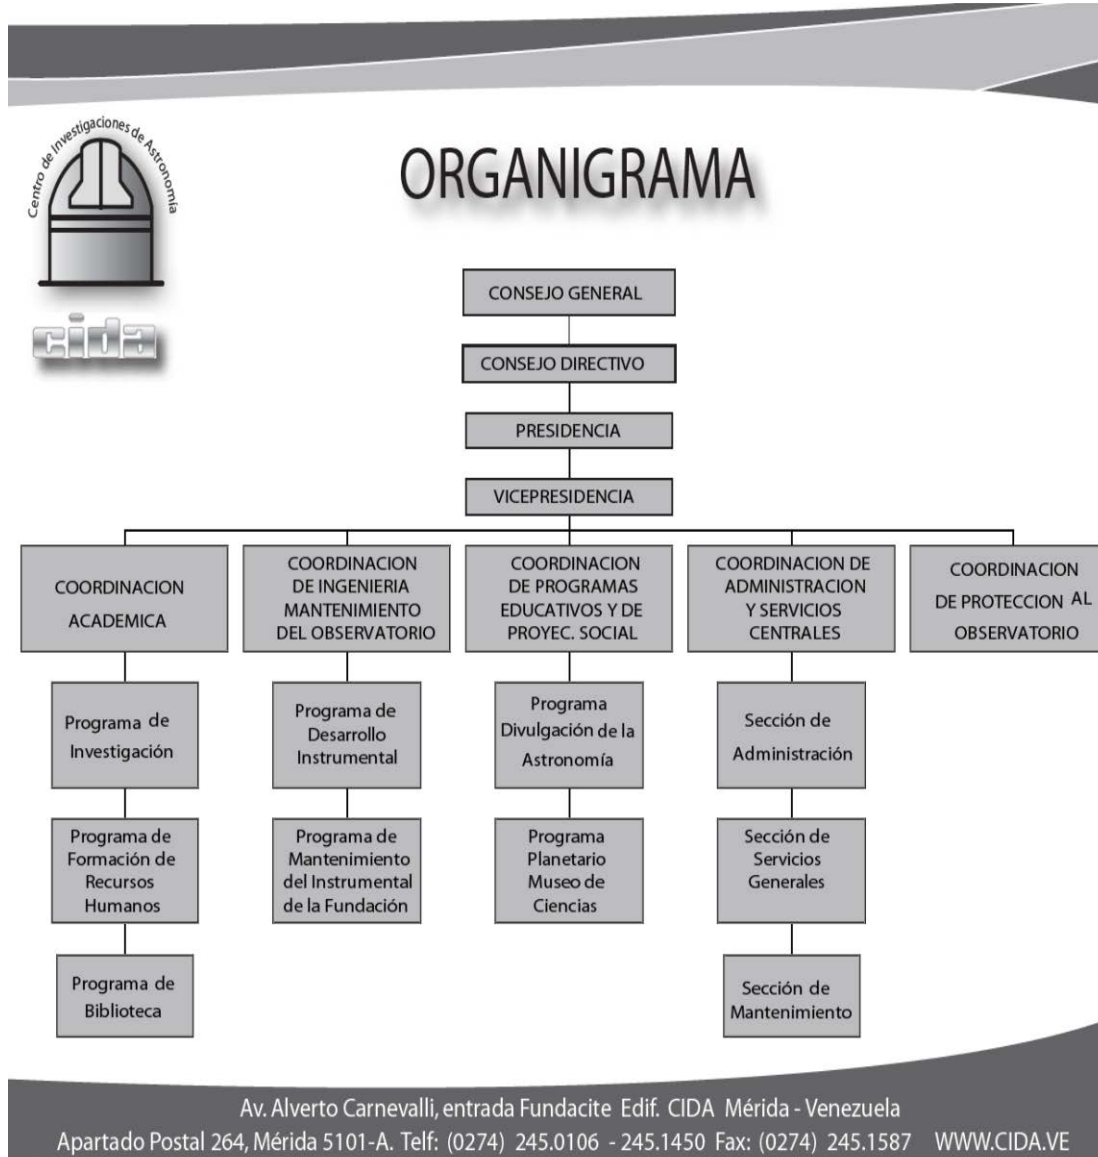 Centro de Investigaciones de Astronomía
cida
ORGANIGRAMA
CONSEJO GENERAL
CONSEJO DIRECTIVO
PRESIDENCIA
VICEPRESIDENCIA
COORDINACION
ACADEMICA
COORDINACION
DE INGENIERIA
MANTENIMIENTO
DEL OBSERVATORIO
COORDINACION
DE PROGRAMAS
EDUCATIVOS Y DE
PROYEC. SOCIAL
COORDINACION DE
ADMINISTRACION
Y SERVICIOS
CENTRALES
COORDINACION
DE PROTECCION AL
OBSERVATORIO
Programa de
Investigación
Programa de
Desarrollo
Instrumental
Programa
Divulgación de la
Astronomía
Sección de
Administración
Programa de
Formación de
Recursos
Humanos
Programa de
Mantenimiento
del Instrumental
de la Fundación
Programa
Planetario
Museo de
Ciencias
Sección de
Servicios
Generales
Programa de
Biblioteca
Sección de
Mantenimiento
Av. Alverto Carnevalli, entrada Fundacite Edif. CIDA Mérida - Venezuela
Apartado Postal 264, Mérida 5101-A. Telf: (0274) 245.0106 - 245.1450 Fax: (0274) 245.1587 WWW.CIDA.VE